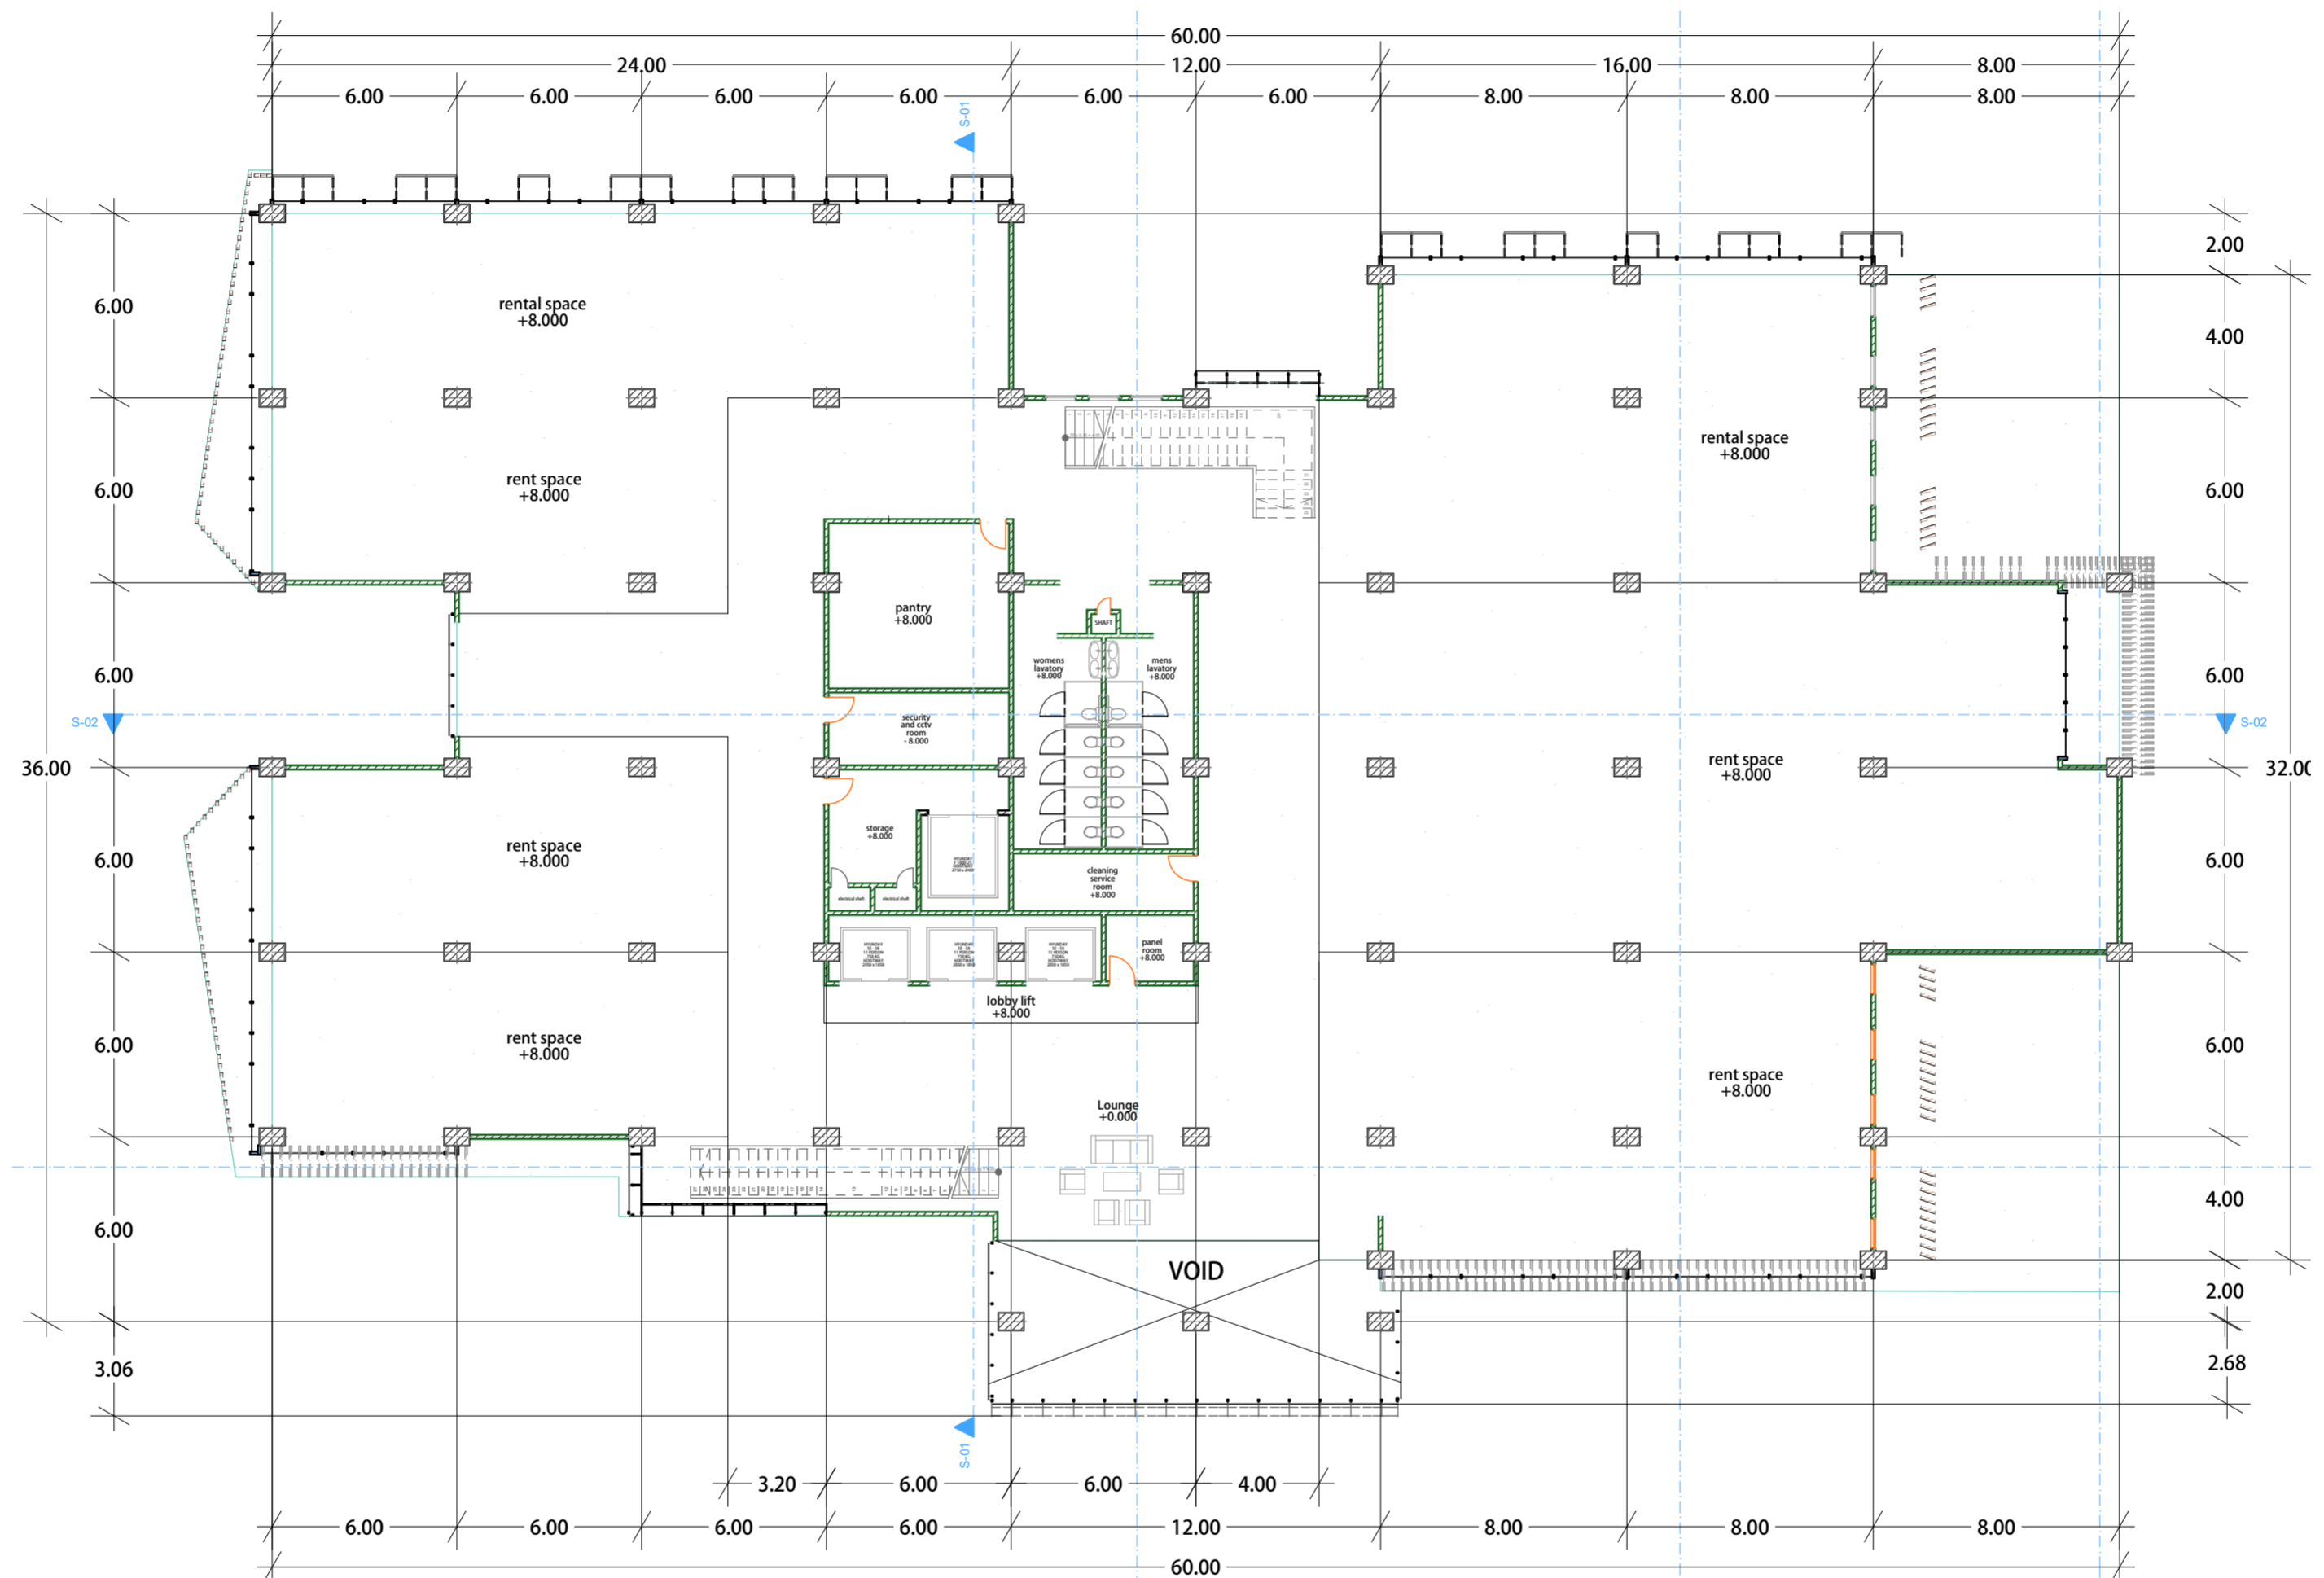 60.00
24.00 12.00 16.00 8.00
6.00 6.00 6.00 6.00 6.00 6.00 8.00 8.00 8.00
S-01
2.00
6.00
rental space
+8.000
4.00
rental space
+8.000
6.00
rent space
+8.000
6.00
pantry
+8.000
SHAFT
womens
lavatory
+8.000
mens
lavatory
+8.000
6.00
6.00
S-02
security
and cctv
room
- 8.000
S-02
36.00
rent space
+8.000
32.00
storage
+8.000
rent space
+8.000
6.00
6.00
cleaning
service
room
+8.000
electrical shaft
electrical shaft
panel
room
+8.000
lobby lift
+8.000
rent space
+8.000
6.00
6.00
rent space
+8.000
Lounge
+0.000
4.00
6.00
VOID
2.00
3.06
2.68
S-01
3.20 6.00 6.00 4.00
6.00 6.00 6.00 6.00 12.00 8.00 8.00 8.00
60.00